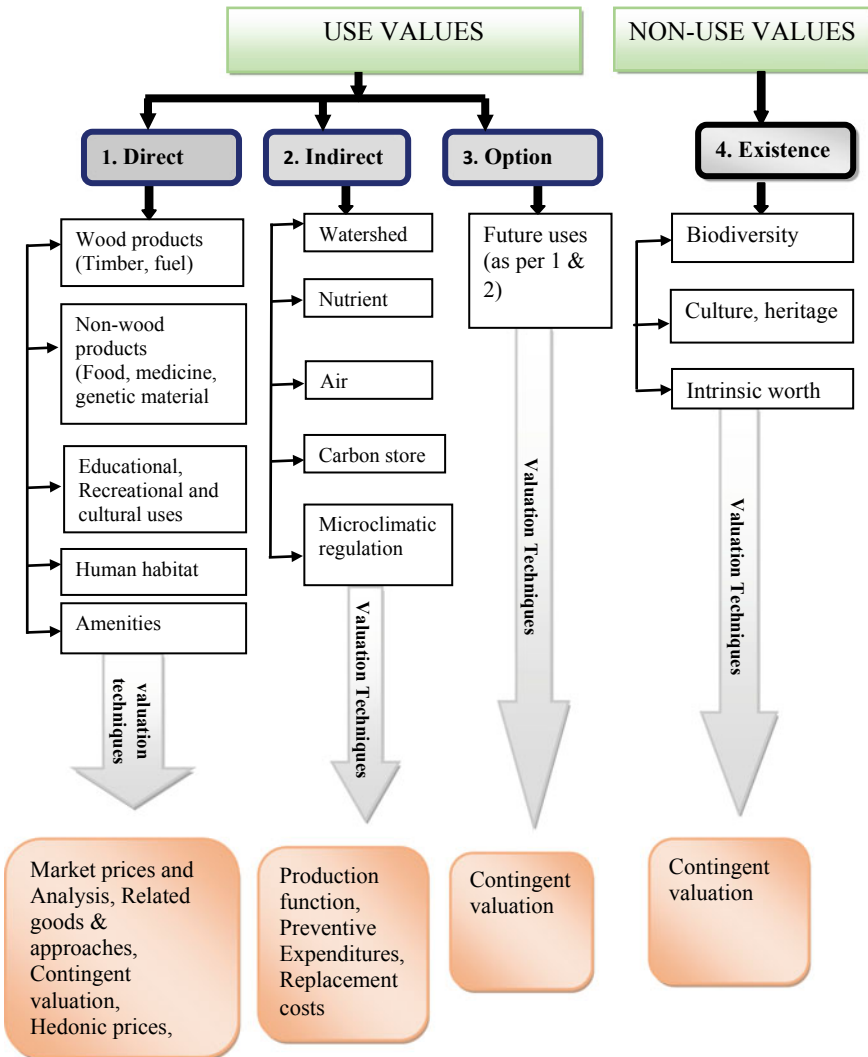 USE VALUES
NON-USE VALUES
1. Direct
2. Indirect
3. Option
4. Existence
Wood products
(Timber, fuel)
Non-wood
products
(Food, medicine,
genetic material
Educational,
Recreational and
cultural uses
Human habitat
Amenities
valuation
techniques
Market prices and
Analysis, Related
goods &
approaches,
Contingent
valuation,
Hedonic prices,
Watershed
Nutrient
Air
Carbon store
Microclimatic
regulation
Valuation Techniques
Production
function,
Preventive
Expenditures,
Replacement
costs
Future uses
(as per 1 &
2)
Valuation Techniques
Contingent
valuation
Biodiversity
Culture, heritage
Intrinsic worth
Valuation Techniques
Contingent
valuation